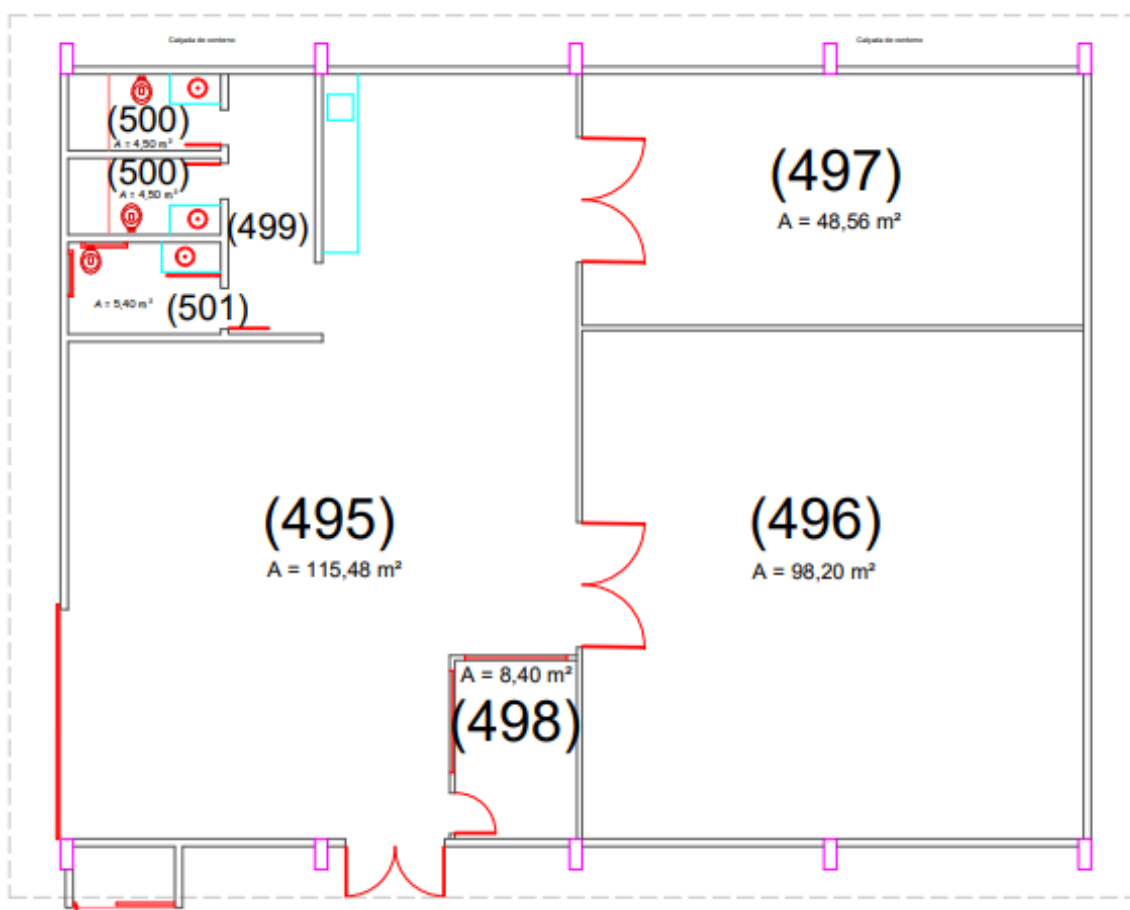 Calçada de contorno
Calçada de contorno
(500)
A = 4,50 m²
(500)
A = 4,50 m²
(499)
A = 5,40 m²
(501)
(497)
A = 48,56 m²
(495)
A = 115,48 m²
(496)
A = 98,20 m²
A = 8,40 m²
(498)